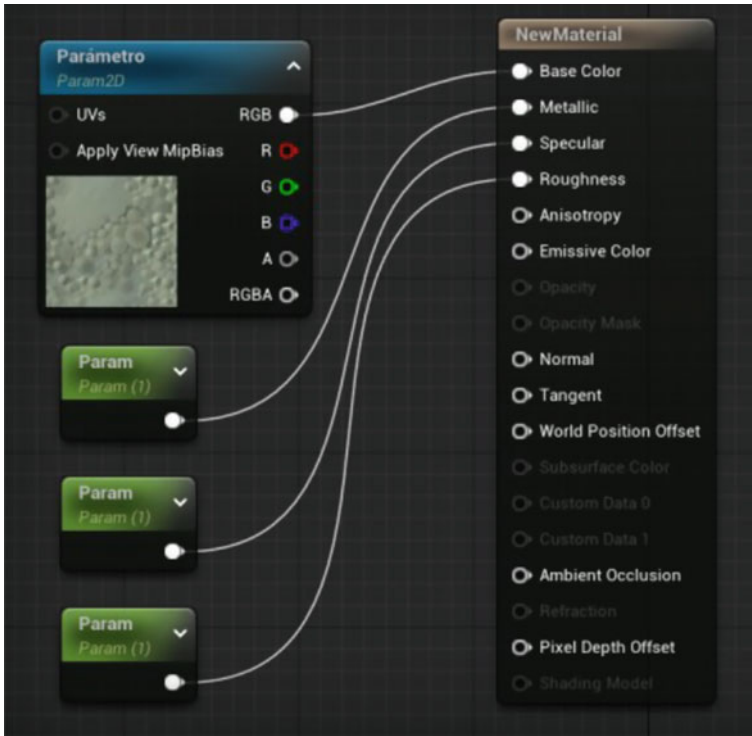 Parámetro
Param2D
UVs
RGB
Apply View MipBias
R
G
B
A
RGBA
Param
Param (1)
Param
Param (1)
Param
Param (1)
NewMaterial
Base Color
Metallic
Specular
Roughness
Anisotropy
Emissive Color
Opacity
Opacity Mask
Normal
Tangent
World Position Offset
Subsurface Color
Custom Data 0
Custom Data 1
Ambient Occlusion
Refraction
Pixel Depth Offset
Shading Model